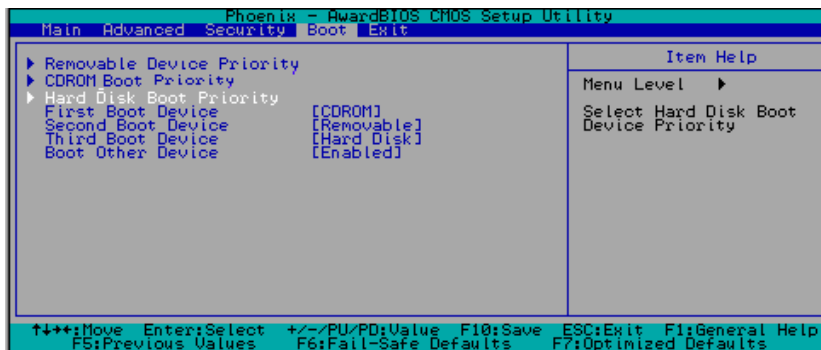 Phoenix - AwardBIOS CMOS Setup Utility
Main Advanced Security Boot Exit
▶ Removable Device Priority
▶ CDROM Boot Priority
▶ Hard Disk Boot Priority
First Boot Device [CDROM]
Second Boot Device [Removable]
Third Boot Device [Hard Disk]
Boot Other Device [Enabled]
Item Help
Menu Level ▶
Select Hard Disk Boot
Device Priority
↑↓→←:Move Enter:Select +/-/PU/PD:Value F10:Save ESC:Exit F1:General Help
F5:Previous Values F6:Fail-Safe Defaults F7:Optimized Defaults